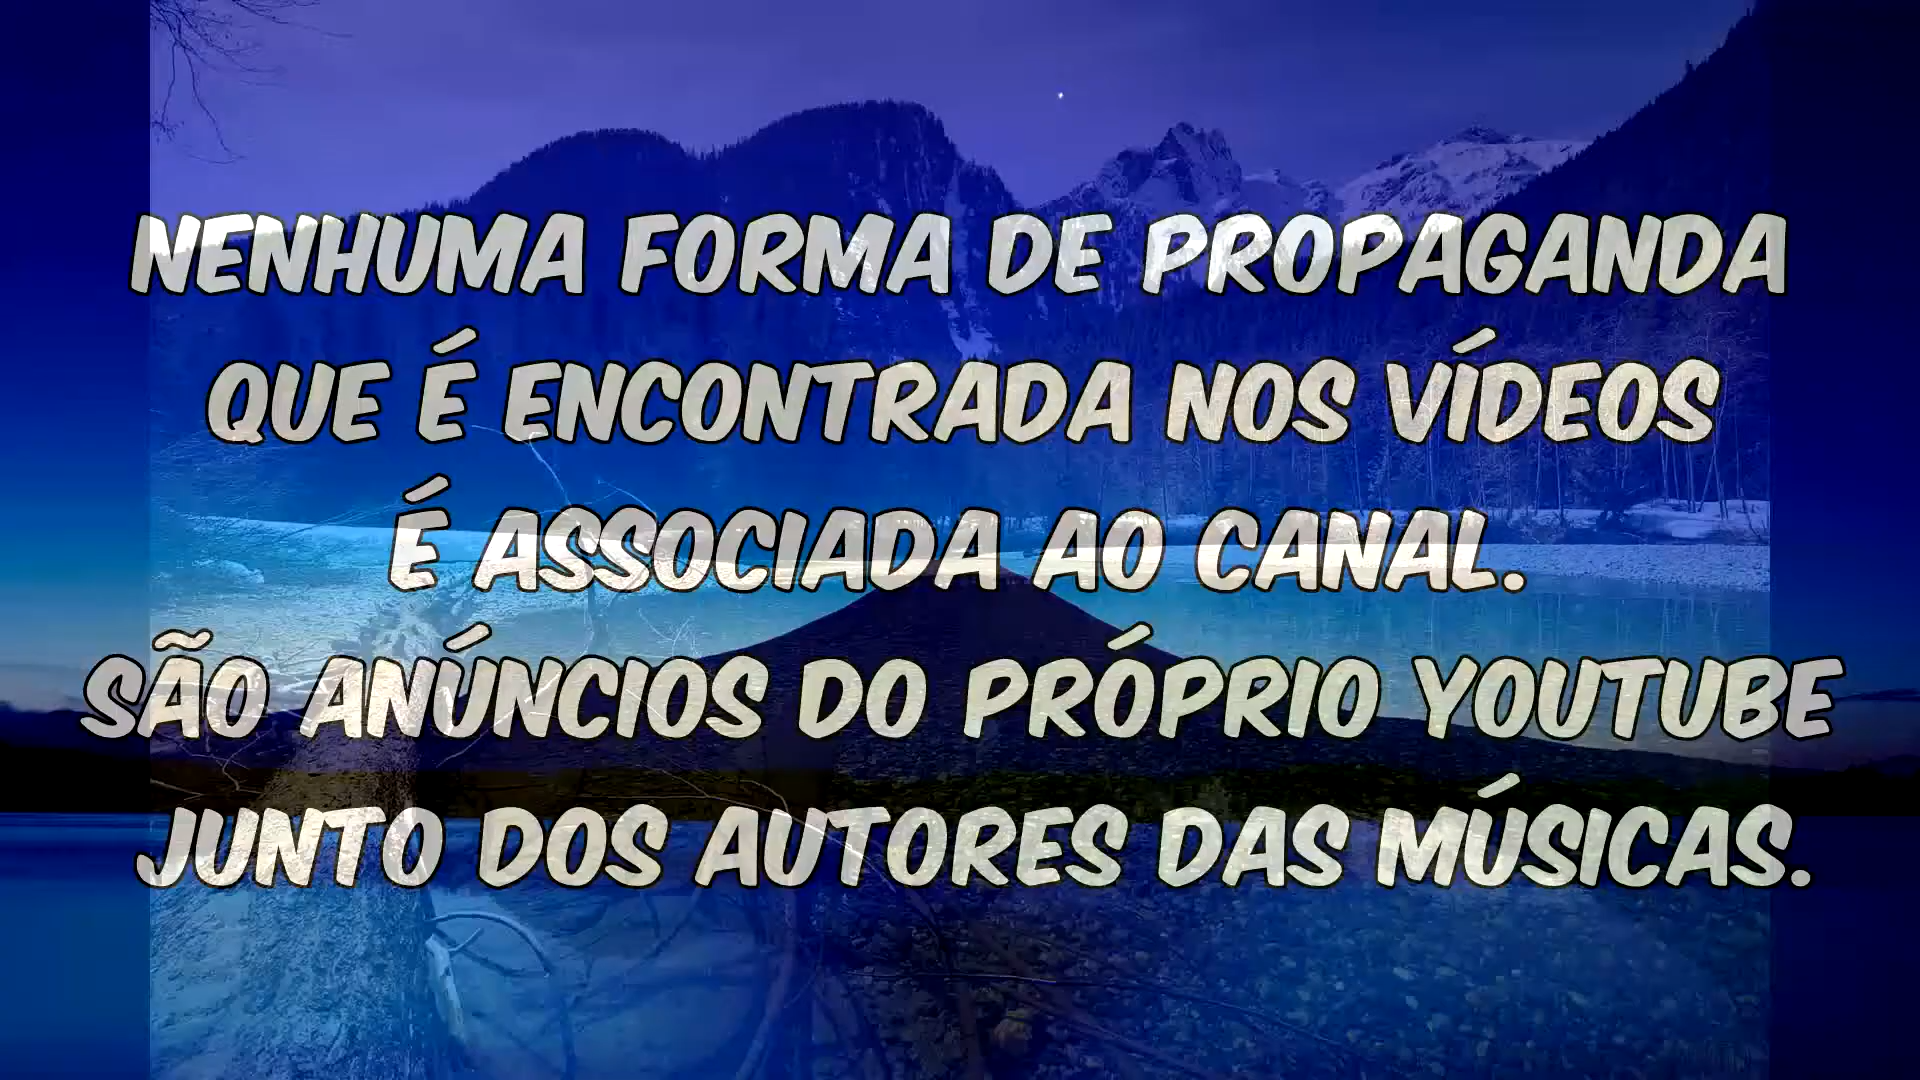 NENHUMA FORMA DE PROPAGANDA
QUE É ENCONTRADA NOS VÍDEOS
É ASSOCIADA AO CANAL.
SÃO ANÚNCIOS DO PRÓPRIO YOUTUBE
JUNTO DOS AUTORES DAS MÚSICAS.